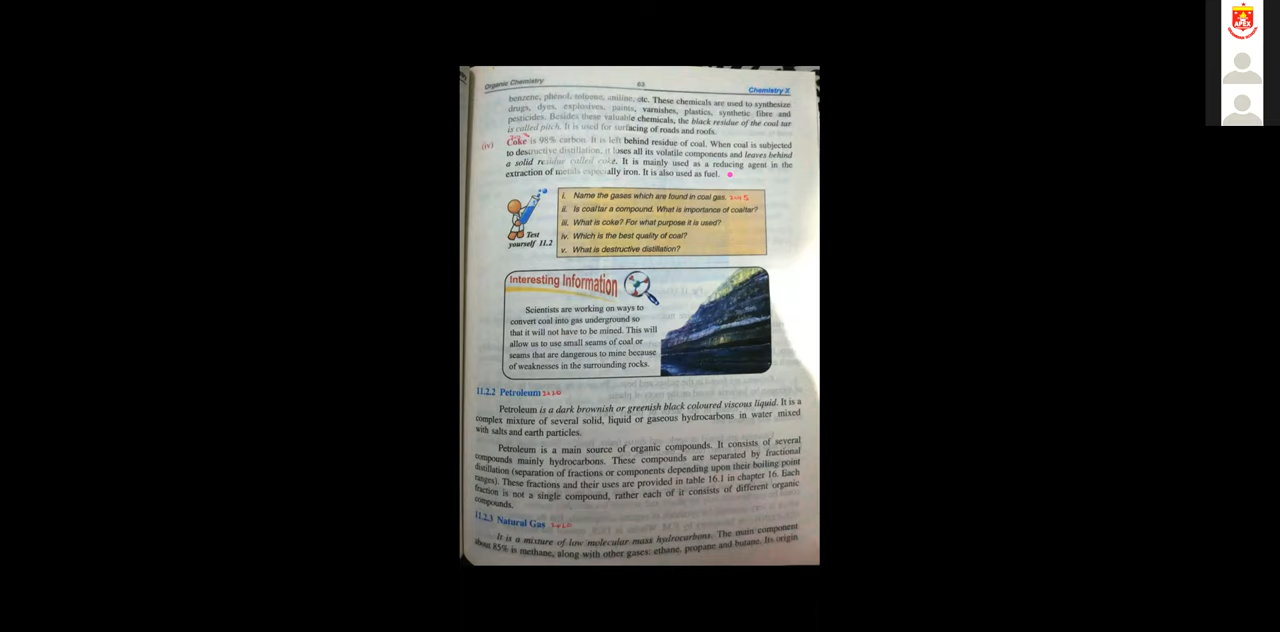 APEX
Organic Chemistry
63
Chemistry X
benzene, phenol, toluene, aniline, etc. These chemicals are used to synthesize
drugs, dyes, explosives, paints, varnishes, plastics, synthetic fibre and
pesticides. Besides these valuable chemicals, the black residue of the coal tar
is called pitch. It is used for surfacing of roads and roofs.
(iv) Coke is 98% carbon. It is left behind residue of coal. When coal is subjected
to destructive distillation, it loses all its volatile components and leaves behind
a solid residue called coke. It is mainly used as a reducing agent in the
extraction of metals especially iron. It is also used as fuel.
Test
yourself 11.2
i. Name the gases which are found in coal gas. 2015
ii. Is coaltar a compound. What is importance of coaltar?
iii. What is coke? For what purpose it is used?
iv. Which is the best quality of coal?
v. What is destructive distillation?
Interesting Information
Scientists are working on ways to
convert coal into gas underground so
that it will not have to be mined. This will
allow us to use small seams of coal or
seams that are dangerous to mine because
of weaknesses in the surrounding rocks.
11.2.2 Petroleum 2020
Petroleum is a dark brownish or greenish black coloured viscous liquid. It is a
complex mixture of several solid, liquid or gaseous hydrocarbons in water mixed
with salts and earth particles.
Petroleum is a main source of organic compounds. It consists of several
compounds mainly hydrocarbons. These compounds are separated by fractional
distillation (separation of fractions or components depending upon their boiling point
ranges). These fractions and their uses are provided in table 16.1 in chapter 16. Each
fraction is not a single compound, rather each of it consists of different organic
compounds.
11.2.3 Natural Gas 2020
It is a mixture of low molecular mass hydrocarbons. The main component
about 85% is methane, along with other gases: ethane, propane and butane. Its origin